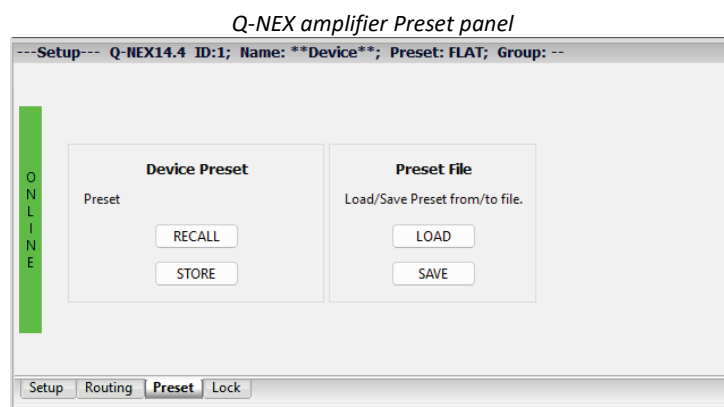 Q-NEX amplifier Preset panel
---Setup--- Q-NEX14.4 ID:1; Name: **Device**; Preset: FLAT; Group: --
ONLINE
Device Preset
Preset
RECALL
STORE
Preset File
Load/Save Preset from/to file.
LOAD
SAVE
Setup Routing Preset Lock